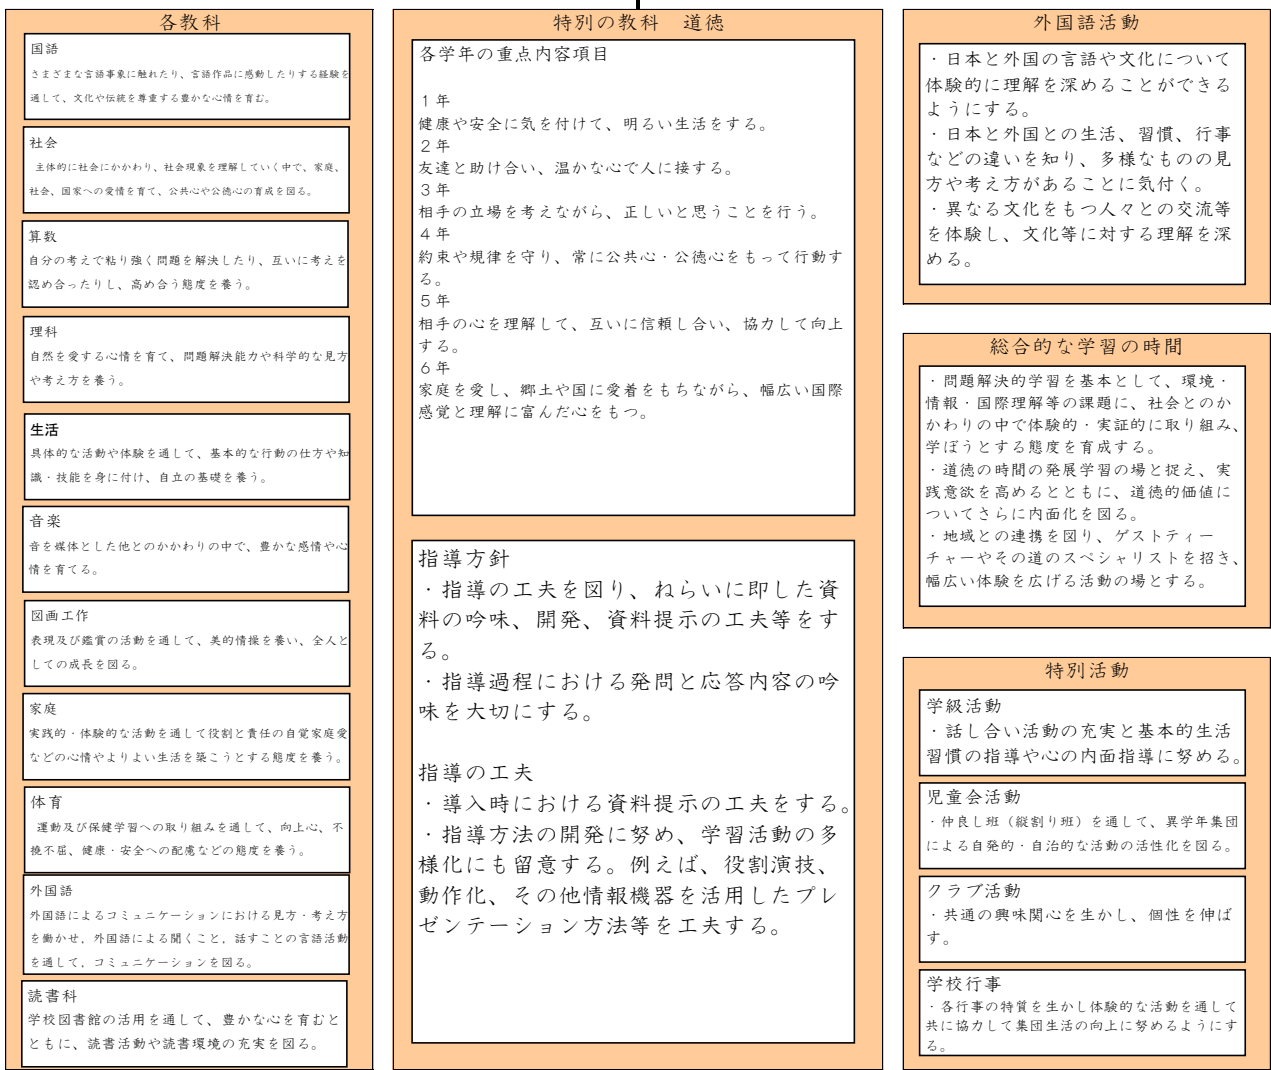 各教科
国語
さまざまな言語事象に触れたり、言語作品に感動したりする経験を
通して、文化や伝統を尊重する豊かな心情を育む。
社会
主体的に社会にかかわり、社会現象を理解していく中で、家庭、
社会、国家への愛情を育て、公共心や公徳心の育成を図る。
算数
自分の考えで粘り強く問題を解決したり、互いに考えを
認め合ったりし、高め合う態度を養う。
理科
自然を愛する心情を育て、問題解決能力や科学的な見方
や考え方を養う。
生活
具体的な活動や体験を通して、基本的な行動の仕方や知
識・技能を身に付け、自立の基礎を養う。
音楽
音を媒体とした他とのかかわりの中で、豊かな感情や心
情を育てる。
図画工作
表現及び鑑賞の活動を通して、美的情操を養い、全人と
しての成長を図る。
家庭
実践的・体験的な活動を通して役割と責任の自覚家庭愛
などの心情やよりよい生活を築こうとする態度を養う。
体育
運動及び保健学習への取り組みを通して、向上心、不
撓不屈、健康・安全への配慮などの態度を養う。
外国語
外国語によるコミュニケーションにおける見方・考え方
を働かせ，外国語による聞くこと，話すことの言語活動
を通して，コミュニケーションを図る。
読書科
学校図書館の活用を通して、豊かな心を育むと
ともに、読書活動や読書環境の充実を図る。
特別の教科　道徳
各学年の重点内容項目
1年
健康や安全に気を付けて、明るい生活をする。
2年
友達と助け合い、温かな心で人に接する。
3年
相手の立場を考えながら、正しいと思うことを行う。
4年
約束や規律を守り、常に公共心・公徳心をもって行動す
る。
5年
相手の心を理解して、互いに信頼し合い、協力して向上
する。
6年
家庭を愛し、郷土や国に愛着をもちながら、幅広い国際
感覚と理解に富んだ心をもつ。
指導方針
・指導の工夫を図り、ねらいに即した資
料の吟味、開発、資料提示の工夫等をす
る。
・指導過程における発問と応答内容の吟
味を大切にする。
指導の工夫
・導入時における資料提示の工夫をする。
・指導方法の開発に努め、学習活動の多
様化にも留意する。例えば、役割演技、
動作化、その他情報機器を活用したプレ
ゼンテーション方法等を工夫する。
外国語活動
・日本と外国の言語や文化について
体験的に理解を深めることができる
ようにする。
・日本と外国との生活、習慣、行事
などの違いを知り、多様なものの見
方や考え方があることに気付く。
・異なる文化をもつ人々との交流等
を体験し、文化等に対する理解を深
める。
総合的な学習の時間
・問題解決的学習を基本として、環境・
情報・国際理解等の課題に、社会とのか
かわりの中で体験的・実証的に取り組み、
学ぼうとする態度を育成する。
・道徳の時間の発展学習の場と捉え、実
践意欲を高めるとともに、道徳的価値に
ついてさらに内面化を図る。
・地域との連携を図り、ゲストティー
チャーやその道のスペシャリストを招き、
幅広い体験を広げる活動の場とする。
特別活動
学級活動
・話し合い活動の充実と基本的生活
習慣の指導や心の内面指導に努める。
児童会活動
・仲良し班（縦割り班）を通して、異学年集団
による自発的・自治的な活動の活性化を図る。
クラブ活動
・共通の興味関心を生かし、個性を伸ば
す。
学校行事
・各行事の特質を生かし体験的な活動を通して
共に協力して集団生活の向上に努めるようにす
る。